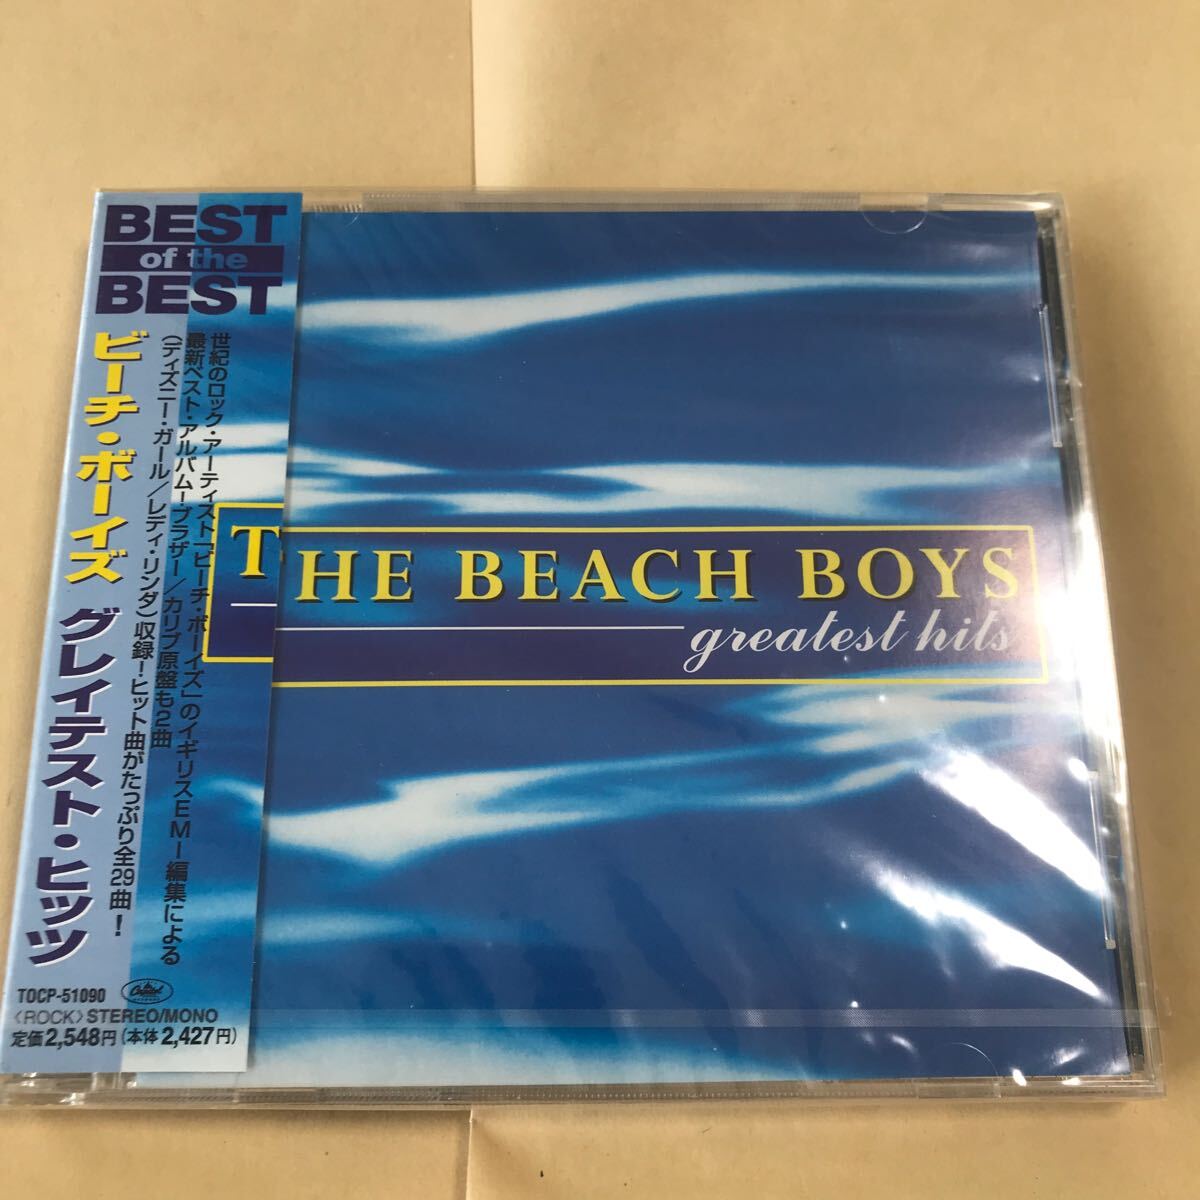 BEST
of the
BEST
世紀のロック・アーティスト「ビーチ・ボーイズ」のイギリスEMI編集による
最新ベスト・アルバム!ブラザー/カリブ原盤も2曲
(ディズニー・ガール/レディ・リンダ)収録!ヒット曲がたっぷり全29曲!
ビーチ・ボーイズ グレイテスト・ヒッツ
TOCP-51090
Capitol
〈ROCK〉STEREO/MONO
定価2,548円(本体2,427円)
THE BEACH BOYS
greatest hits